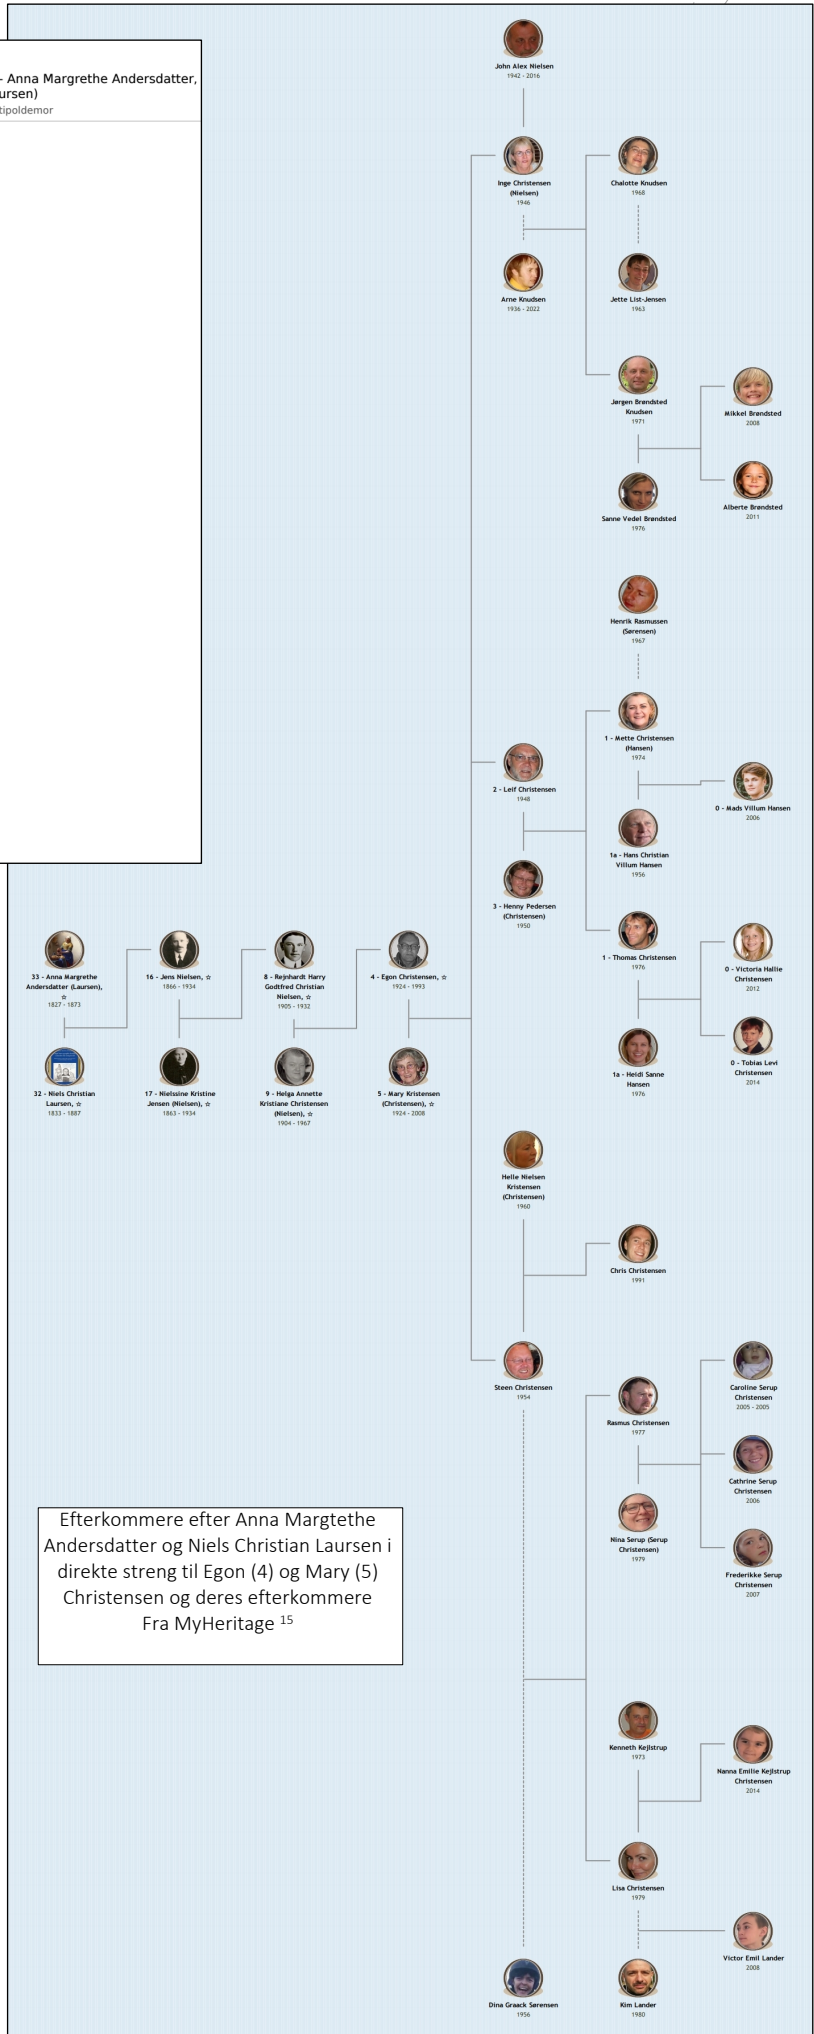 - Anna Margrethe Andersdatter,
ursen)
tipoldemor
John Alex Nielsen
1942 - 2016
Inge Christensen
(Nielsen)
1946
Chalotte Knudsen
1968
Arne Knudsen
1936 - 2022
Jette List-Jensen
1963
Jørgen Brøndsted
Knudsen
1971
Mikkel Brøndsted
2008
Sanne Vedel Brøndsted
1976
Alberte Brøndsted
2011
Henrik Rasmussen
(Sørensen)
1967
1 - Mette Christensen
(Hansen)
1974
2 - Leif Christensen
1948
0 - Mads Villum Hansen
2006
1a - Hans Christian
Villum Hansen
1956
3 - Henny Pedersen
(Christensen)
1950
1 - Thomas Christensen
1976
0 - Victoria Hallie
Christensen
2012
1a - Heidi Sanne
Hansen
1976
0 - Tobias Levi
Christensen
2014
33 - Anna Margrethe
Andersdatter (Laursen),
☆
1827 - 1873
16 - Jens Nielsen, ☆
1866 - 1934
8 - Rejnhardt Harry
Godtfred Christian
Nielsen, ☆
1905 - 1932
4 - Egon Christensen, ☆
1924 - 1993
32 - Niels Christian
Laursen, ☆
1833 - 1887
17 - Nielssine Kristine
Jensen (Nielsen), ☆
1863 - 1934
9 - Helga Annette
Kristiane Christensen
(Nielsen), ☆
1904 - 1967
5 - Mary Kristensen
(Christensen), ☆
1924 - 2008
Helle Nielsen
Kristensen
(Christensen)
1960
Chris Christensen
1991
Steen Christensen
1954
Rasmus Christensen
1977
Caroline Serup
Christensen
2005 - 2005
Cathrine Serup
Christensen
2006
Nina Serup (Serup
Christensen)
1979
Frederikke Serup
Christensen
2007
Efterkommere efter Anna Margtethe
Andersdatter og Niels Christian Laursen i
direkte streng til Egon (4) og Mary (5)
Christensen og deres efterkommere
Fra MyHeritage 15
Kenneth Kejlstrup
1973
Nanna Emilie Kejlstrup
Christensen
2014
Lisa Christensen
1979
Victor Emil Lander
2008
Dina Graack Sørensen
1956
Kim Lander
1980